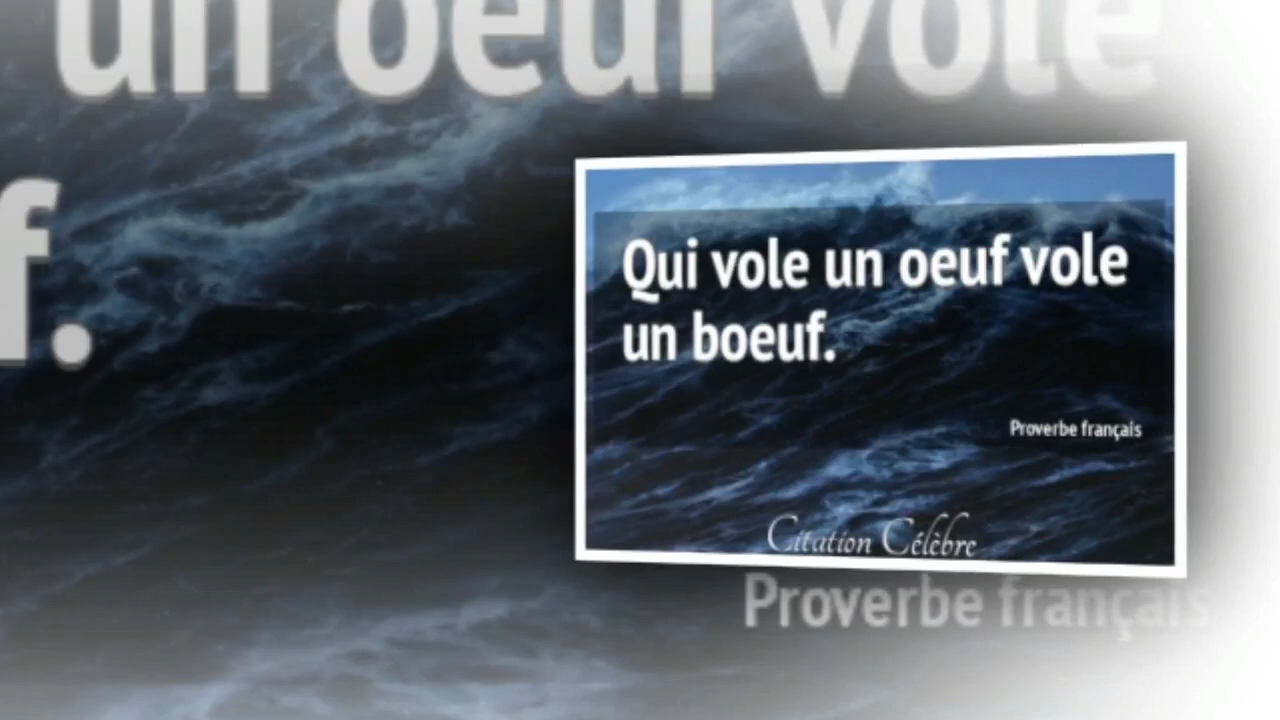 un oeuf vole
f.
Qui vole un oeuf vole
un boeuf.
Proverbe français
Citation Célèbre
Proverbe français